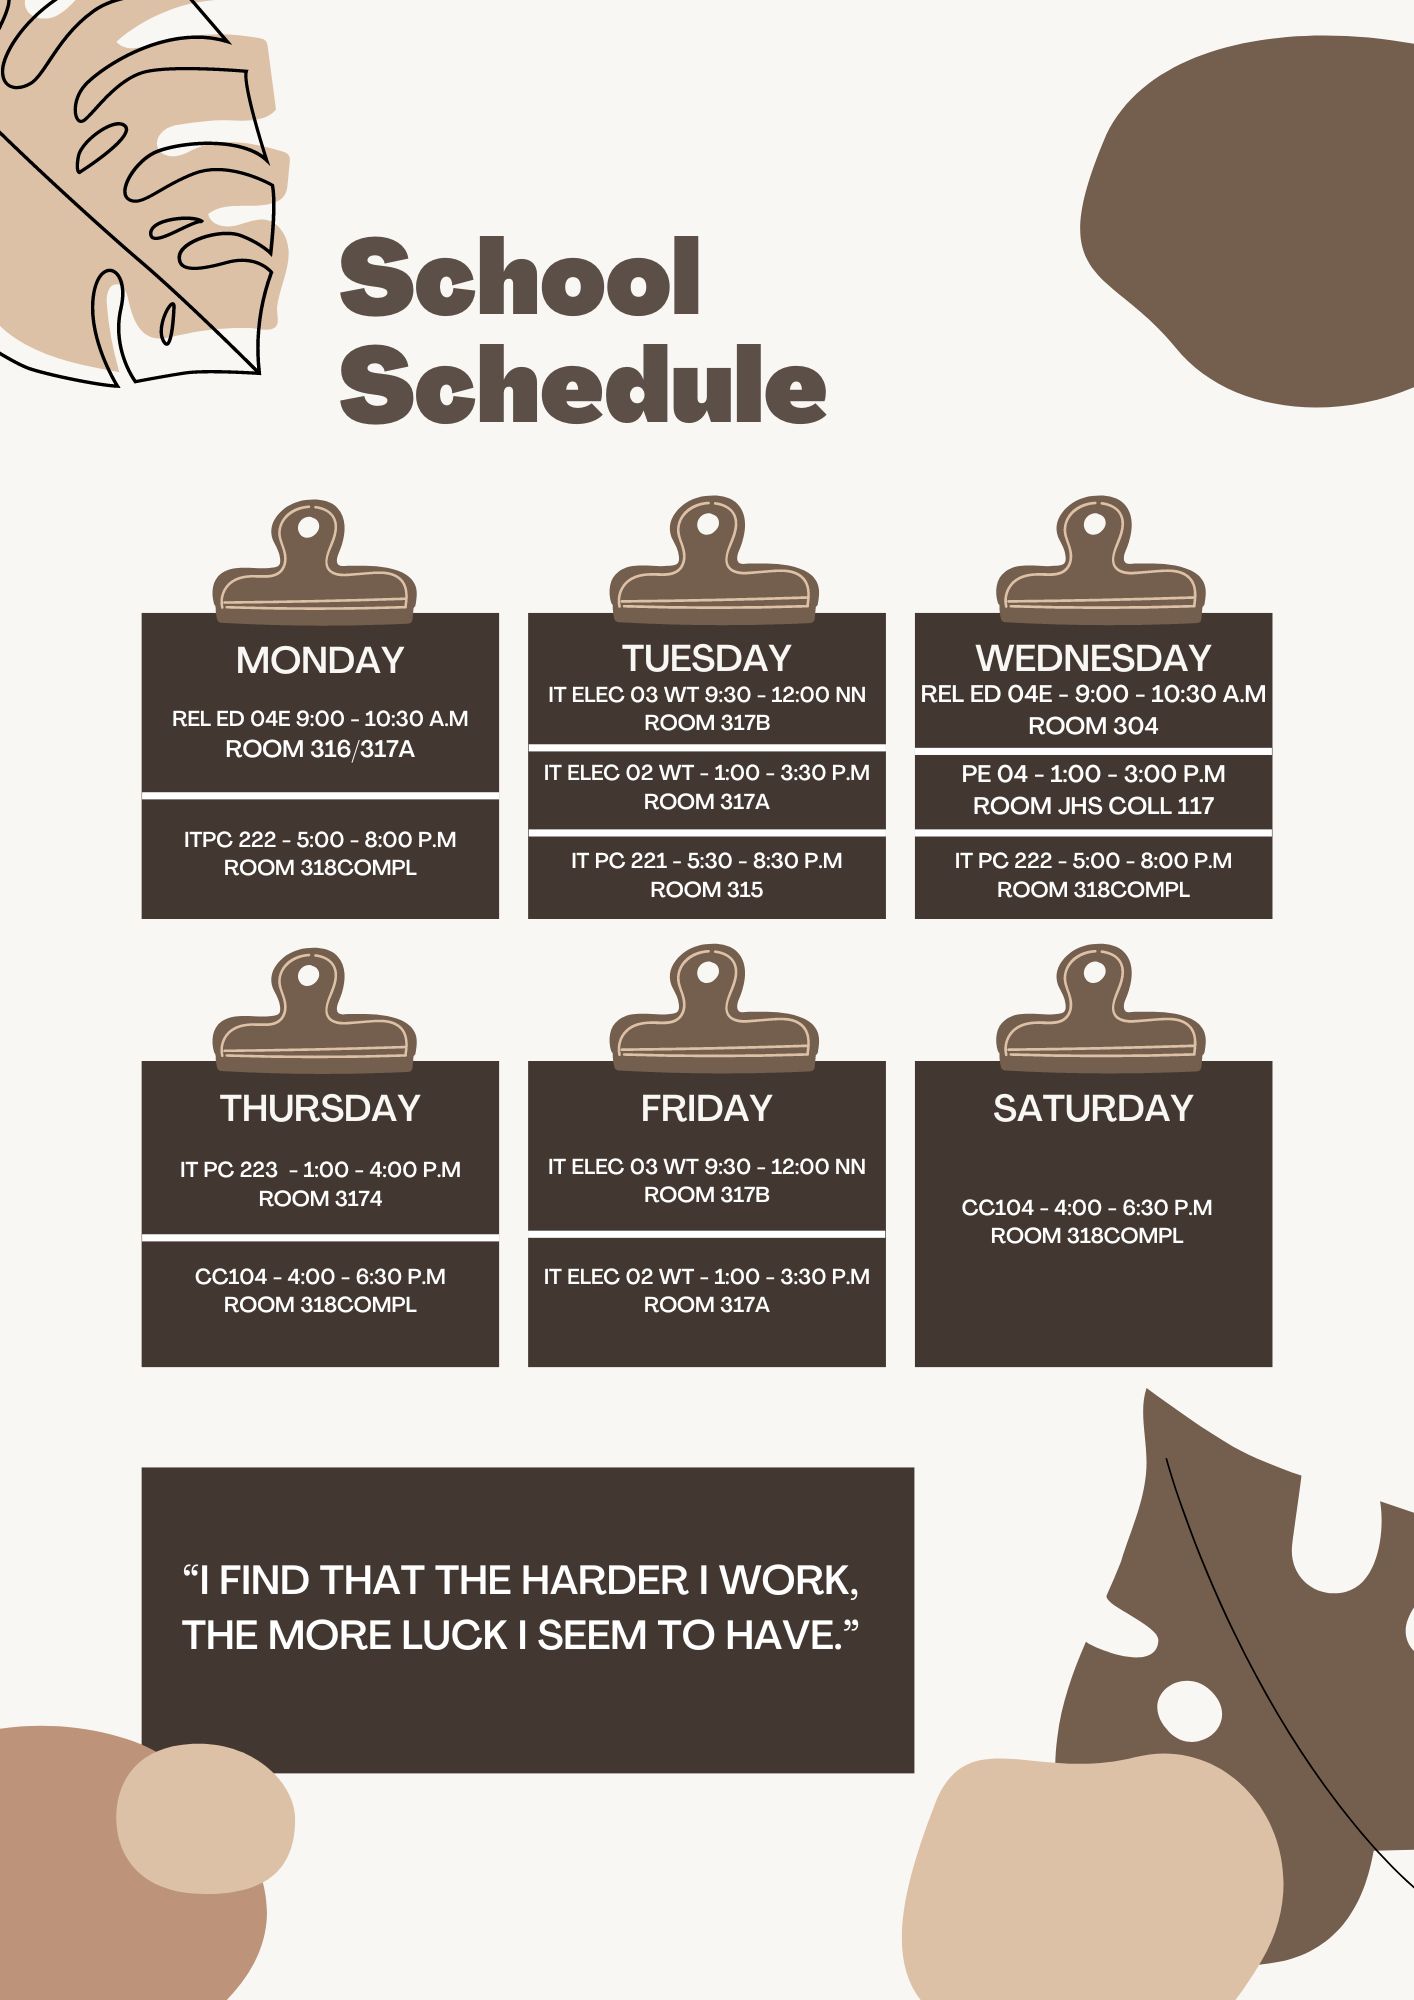 School
Schedule
MONDAY
REL ED 04E 9:00 - 10:30 A.M
ROOM 316/317A
ITPC 222 - 5:00 - 8:00 P.M
ROOM 318COMPL
TUESDAY
IT ELEC 03 WT 9:30 - 12:00 NN
ROOM 317B
IT ELEC 02 WT - 1:00 - 3:30 P.M
ROOM 317A
IT PC 221 - 5:30 - 8:30 P.M
ROOM 315
WEDNESDAY
REL ED 04E - 9:00 - 10:30 A.M
ROOM 304
PE 04 - 1:00 - 3:00 P.M
ROOM JHS COLL 117
IT PC 222 - 5:00 - 8:00 P.M
ROOM 318COMPL
THURSDAY
IT PC 223  - 1:00 - 4:00 P.M
ROOM 3174
CC104 - 4:00 - 6:30 P.M
ROOM 318COMPL
FRIDAY
IT ELEC 03 WT 9:30 - 12:00 NN
ROOM 317B
IT ELEC 02 WT - 1:00 - 3:30 P.M
ROOM 317A
SATURDAY
CC104 - 4:00 - 6:30 P.M
ROOM 318COMPL
“I FIND THAT THE HARDER I WORK,
THE MORE LUCK I SEEM TO HAVE.”